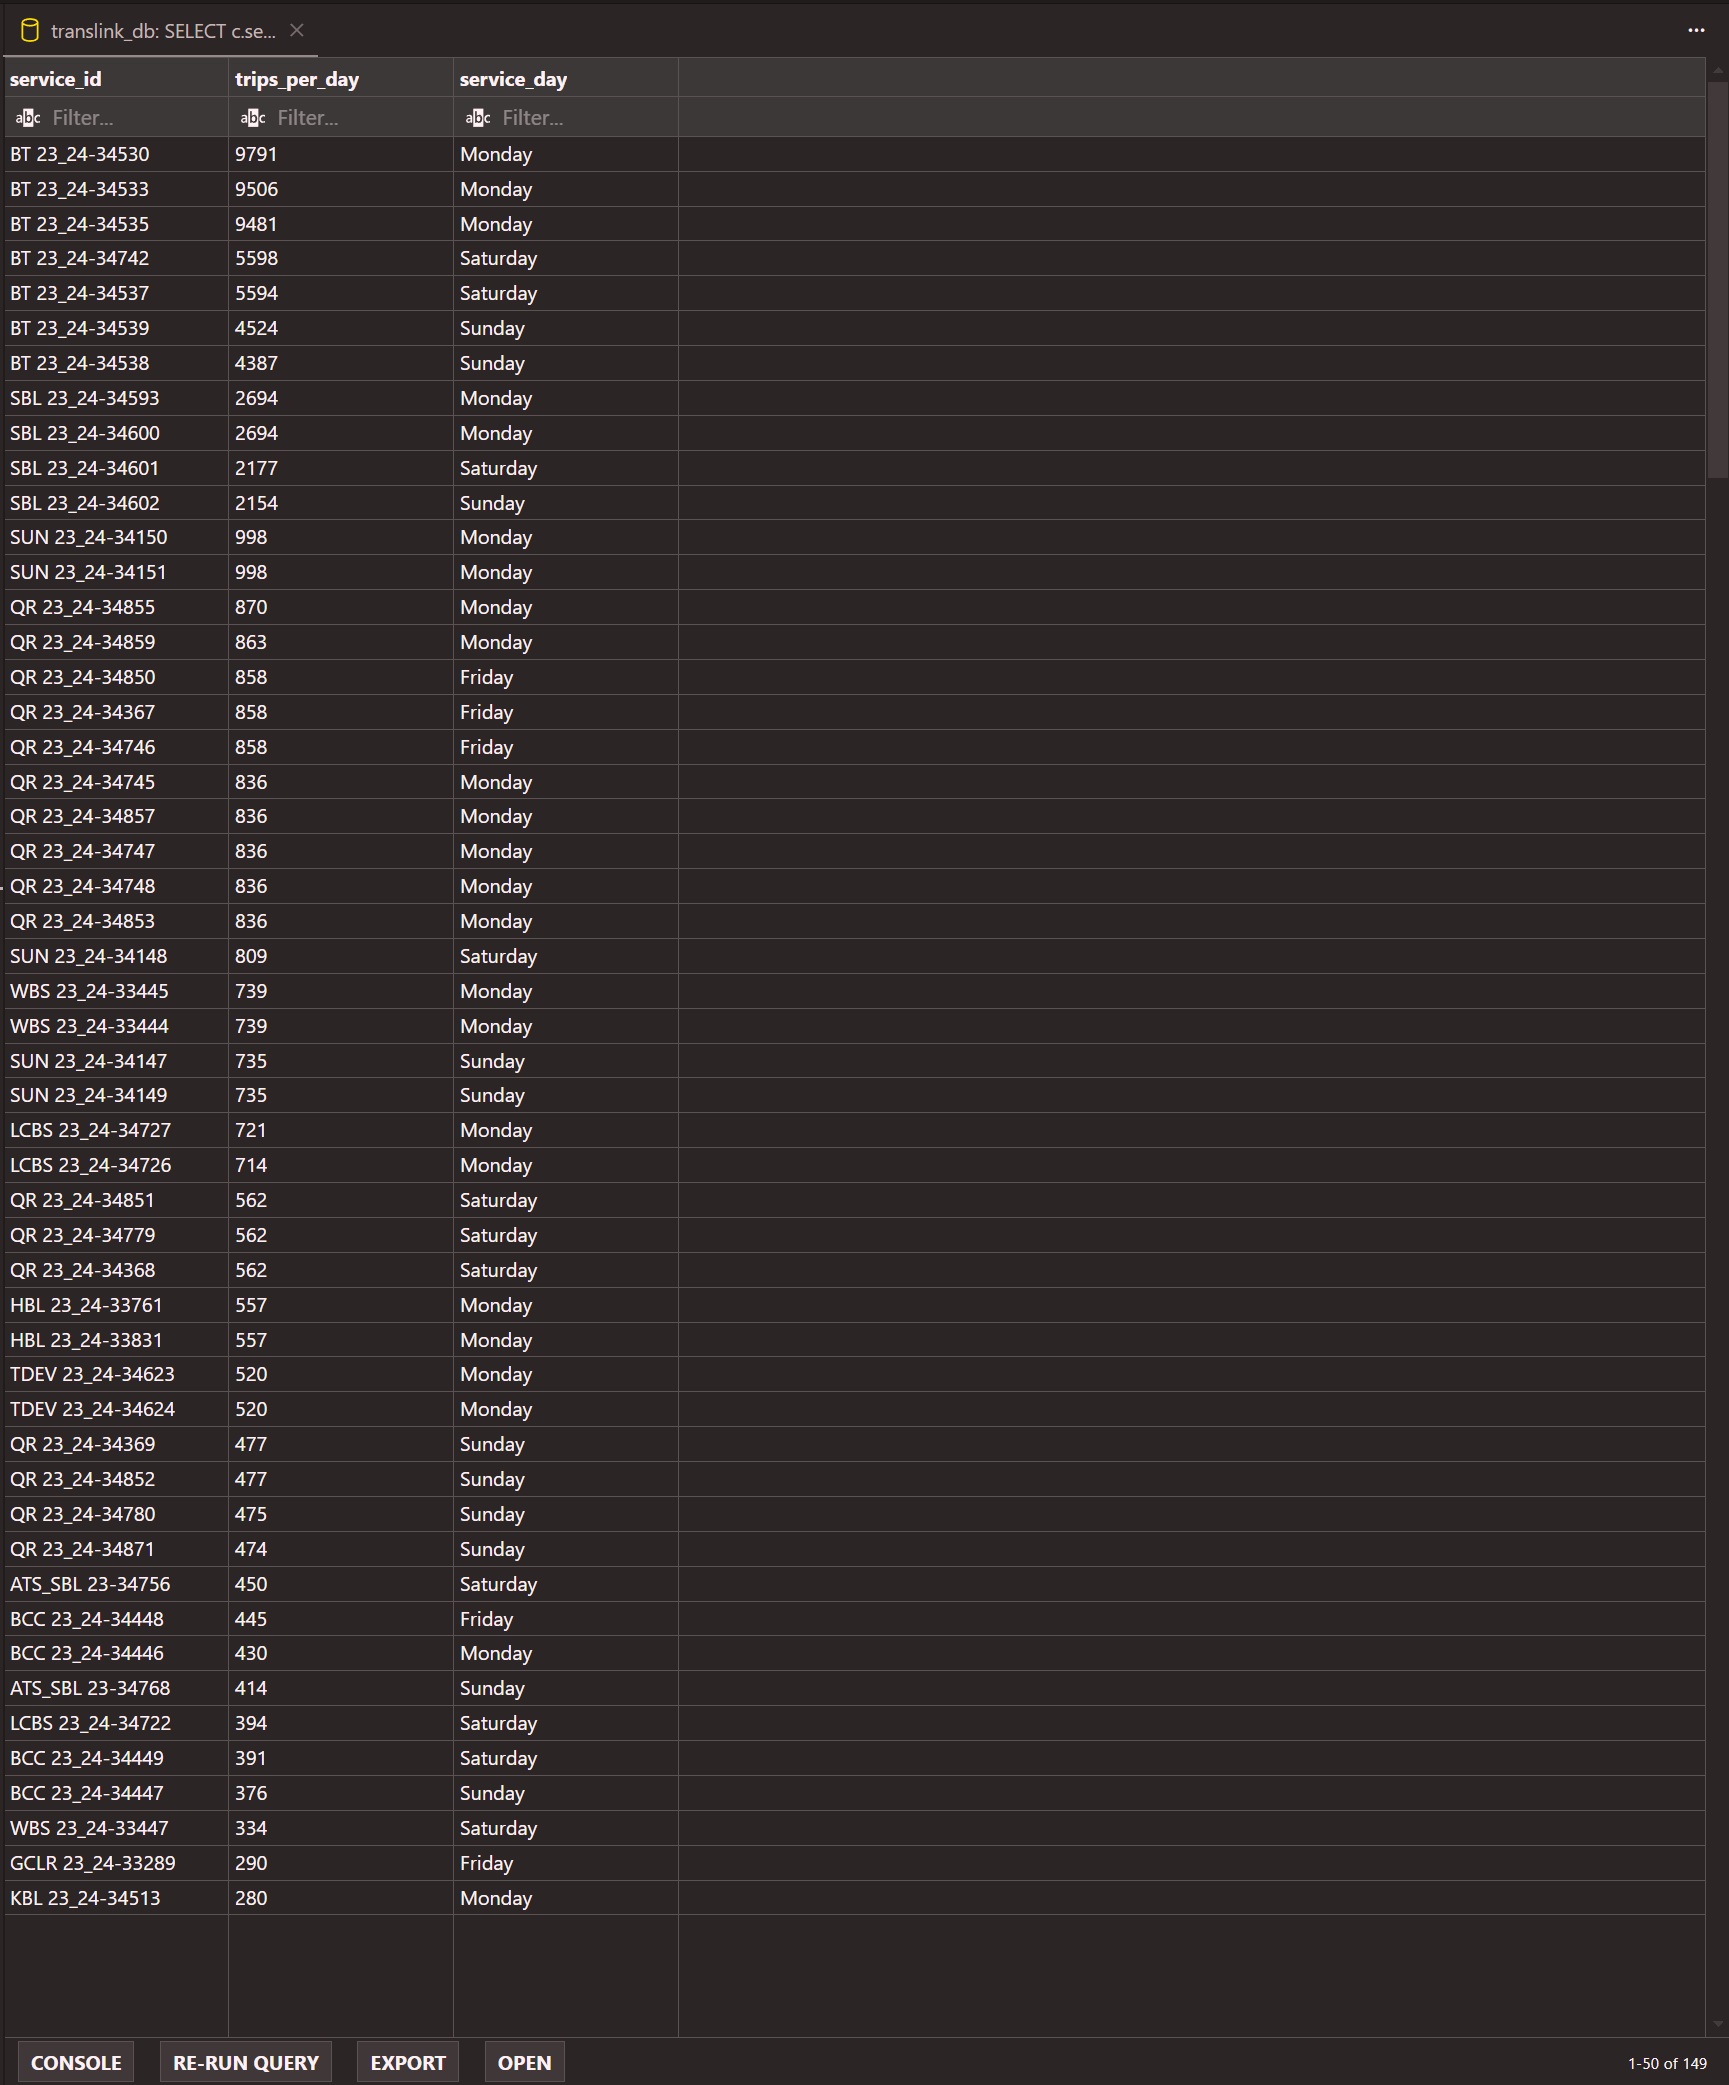 translink_db: SELECT c.se... ×
...
service_id trips_per_day service_day
abc Filter... abc Filter... abc Filter...
BT 23_24-34530 9791 Monday
BT 23_24-34533 9506 Monday
BT 23_24-34535 9481 Monday
BT 23_24-34742 5598 Saturday
BT 23_24-34537 5594 Saturday
BT 23_24-34539 4524 Sunday
BT 23_24-34538 4387 Sunday
SBL 23_24-34593 2694 Monday
SBL 23_24-34600 2694 Monday
SBL 23_24-34601 2177 Saturday
SBL 23_24-34602 2154 Sunday
SUN 23_24-34150 998 Monday
SUN 23_24-34151 998 Monday
QR 23_24-34855 870 Monday
QR 23_24-34859 863 Monday
QR 23_24-34850 858 Friday
QR 23_24-34367 858 Friday
QR 23_24-34746 858 Friday
QR 23_24-34745 836 Monday
QR 23_24-34857 836 Monday
QR 23_24-34747 836 Monday
QR 23_24-34748 836 Monday
QR 23_24-34853 836 Monday
SUN 23_24-34148 809 Saturday
WBS 23_24-33445 739 Monday
WBS 23_24-33444 739 Monday
SUN 23_24-34147 735 Sunday
SUN 23_24-34149 735 Sunday
LCBS 23_24-34727 721 Monday
LCBS 23_24-34726 714 Monday
QR 23_24-34851 562 Saturday
QR 23_24-34779 562 Saturday
QR 23_24-34368 562 Saturday
HBL 23_24-33761 557 Monday
HBL 23_24-33831 557 Monday
TDEV 23_24-34623 520 Monday
TDEV 23_24-34624 520 Monday
QR 23_24-34369 477 Sunday
QR 23_24-34852 477 Sunday
QR 23_24-34780 475 Sunday
QR 23_24-34871 474 Sunday
ATS_SBL 23-34756 450 Saturday
BCC 23_24-34448 445 Friday
BCC 23_24-34446 430 Monday
ATS_SBL 23-34768 414 Sunday
LCBS 23_24-34722 394 Saturday
BCC 23_24-34449 391 Saturday
BCC 23_24-34447 376 Sunday
WBS 23_24-33447 334 Saturday
GCLR 23_24-33289 290 Friday
KBL 23_24-34513 280 Monday
CONSOLE RE-RUN QUERY EXPORT OPEN 1-50 of 149